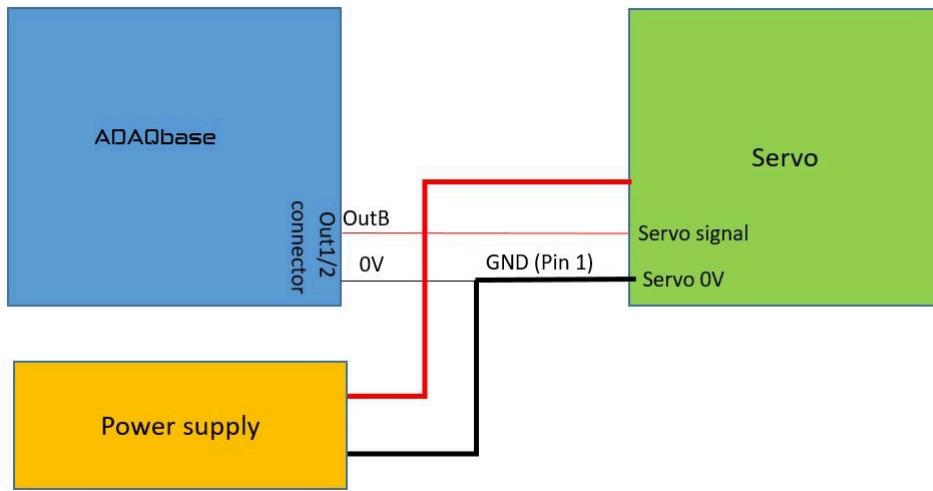 ADAQbase
Servo
Out1/2
connector
OutB
Servo signal
0V
GND (Pin 1)
Servo 0V
Power supply